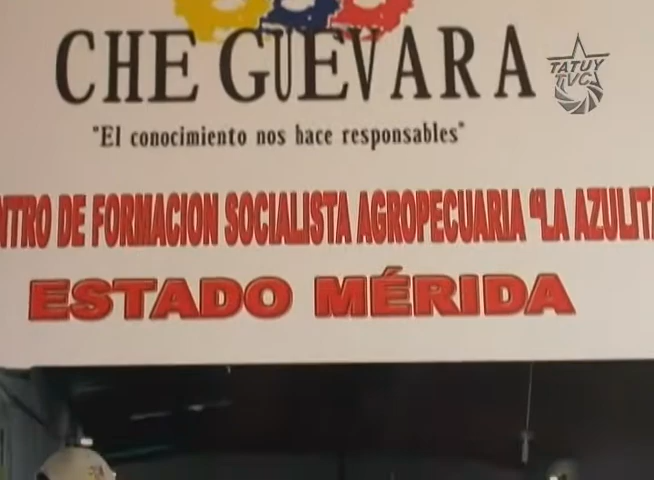 CHE GUEVARA
TATUY
TVC
"El conocimiento nos hace responsables"
NTRO DE FORMACION SOCIALISTA AGROPECUARIA "LA AZULIT
ESTADO MÉRIDA